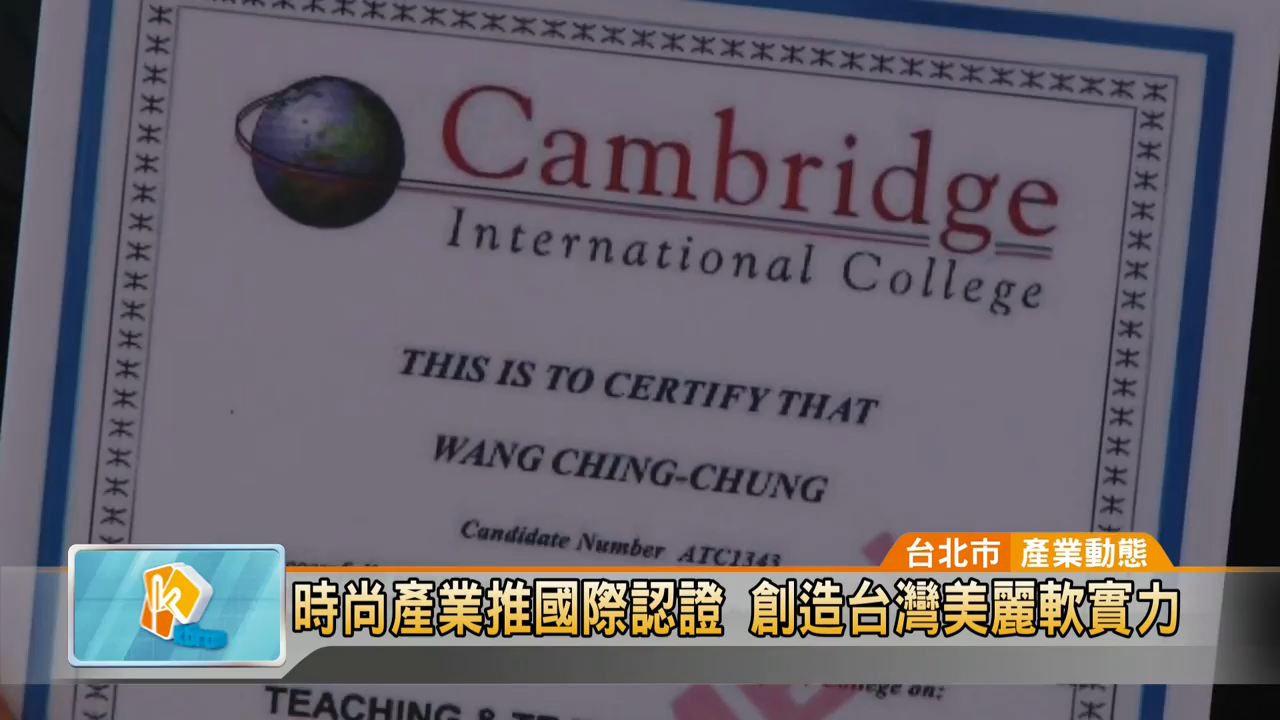 Cambridge
International College
THIS IS TO CERTIFY THAT
WANG CHING-CHUNG
Candidate Number ATC1343
台北市 產業動態
時尚產業推國際認證 創造台灣美麗軟實力
College on:
TEACHING &